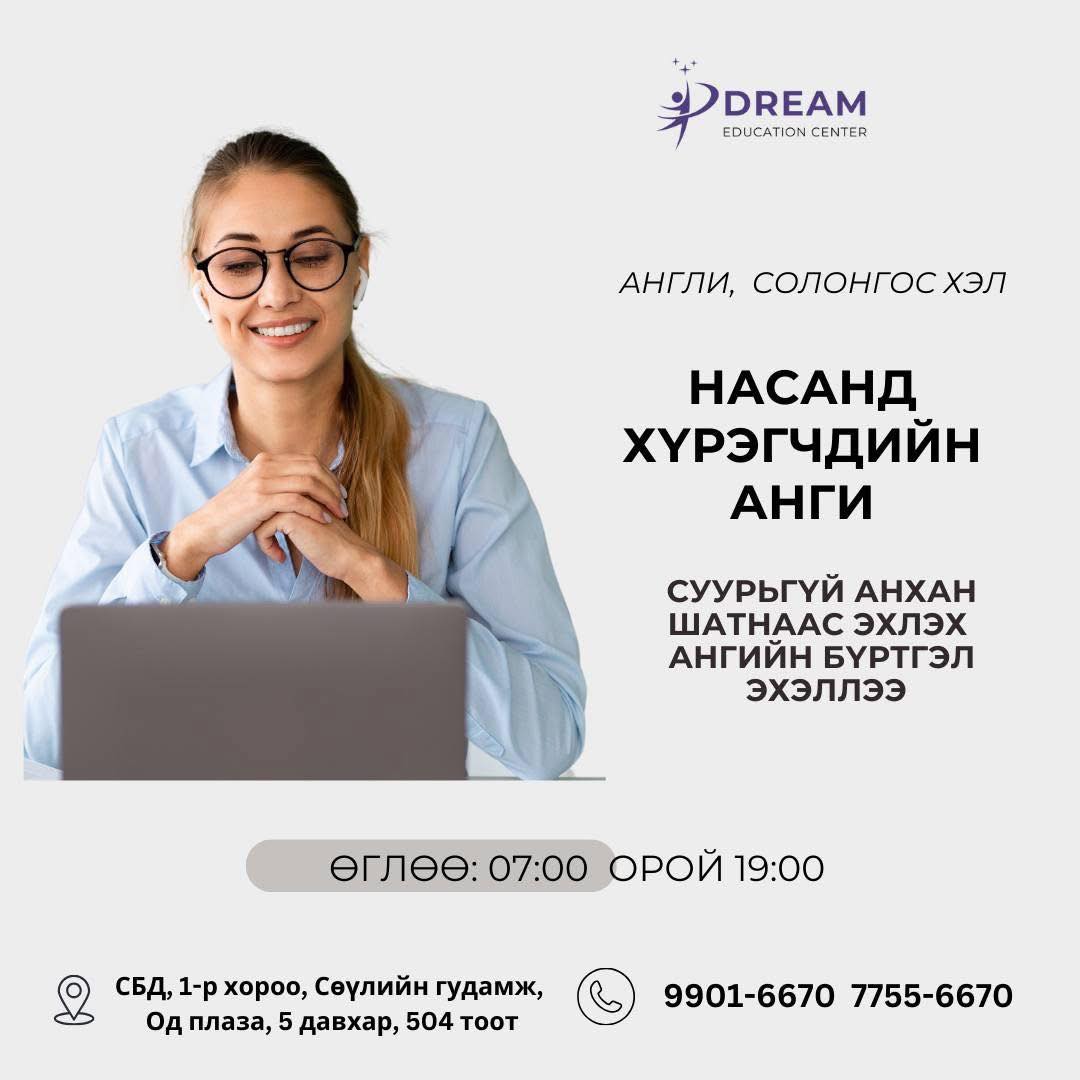 DREAM
EDUCATION CENTER
АНГЛИ, СОЛОНГОС ХЭЛ
НАСАНД
ХҮРЭГЧДИЙН
АНГИ
СУУРЬГҮЙ АНХАН
ШАТНААС ЭХЛЭХ
АНГИЙН БҮРТГЭЛ
ЭХЭЛЛЭЭ
ӨГЛӨӨ: 07:00 ОРОЙ 19:00
СБД, 1-р хороо, Сөүлийн гудамж,
Од плаза, 5 давхар, 504 тоот
9901-6670 7755-6670